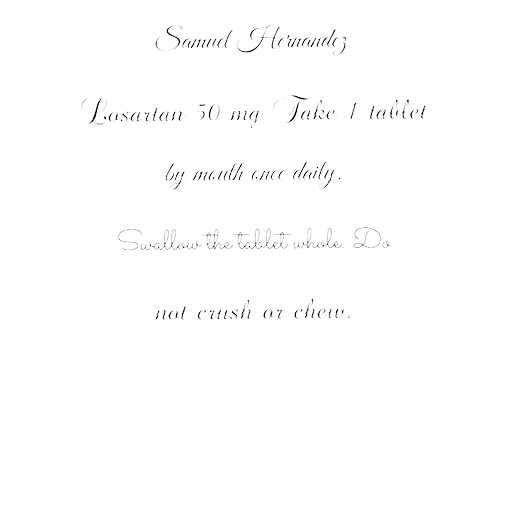 Samuel Hernandez
Losartan 50 mg Take 1 tablet
by mouth once daily.
Swallow the tablet whole. Do
not crush or chew.